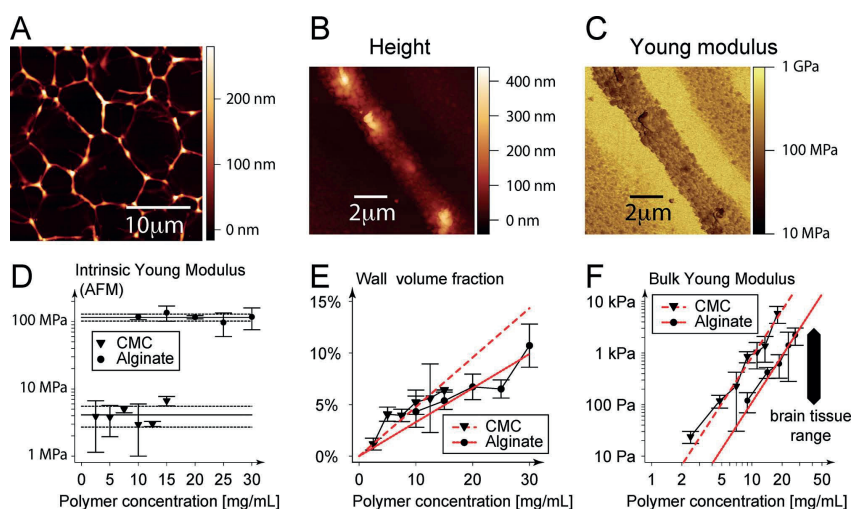 A
200 nm
100 nm
0 nm
10μm
B
Height
400 nm
300 nm
200 nm
100 nm
0 nm
2μm
C
Young modulus
1 GPa
100 MPa
10 MPa
2μm
D
Intrinsic Young Modulus
(AFM)
100 MPa
10 MPa
1 MPa
CMC
Alginate
0 5 10 15 20 25 30
Polymer concentration [mg/mL]
E
Wall volume fraction
15%
10%
5%
0%
CMC
Alginate
0 10 20 30
Polymer concentration [mg/mL]
F
Bulk Young Modulus
10 kPa
1 kPa
100 Pa
10 Pa
CMC
Alginate
brain tissue
range
1 2 5 10 20 50
Polymer concentration [mg/mL]